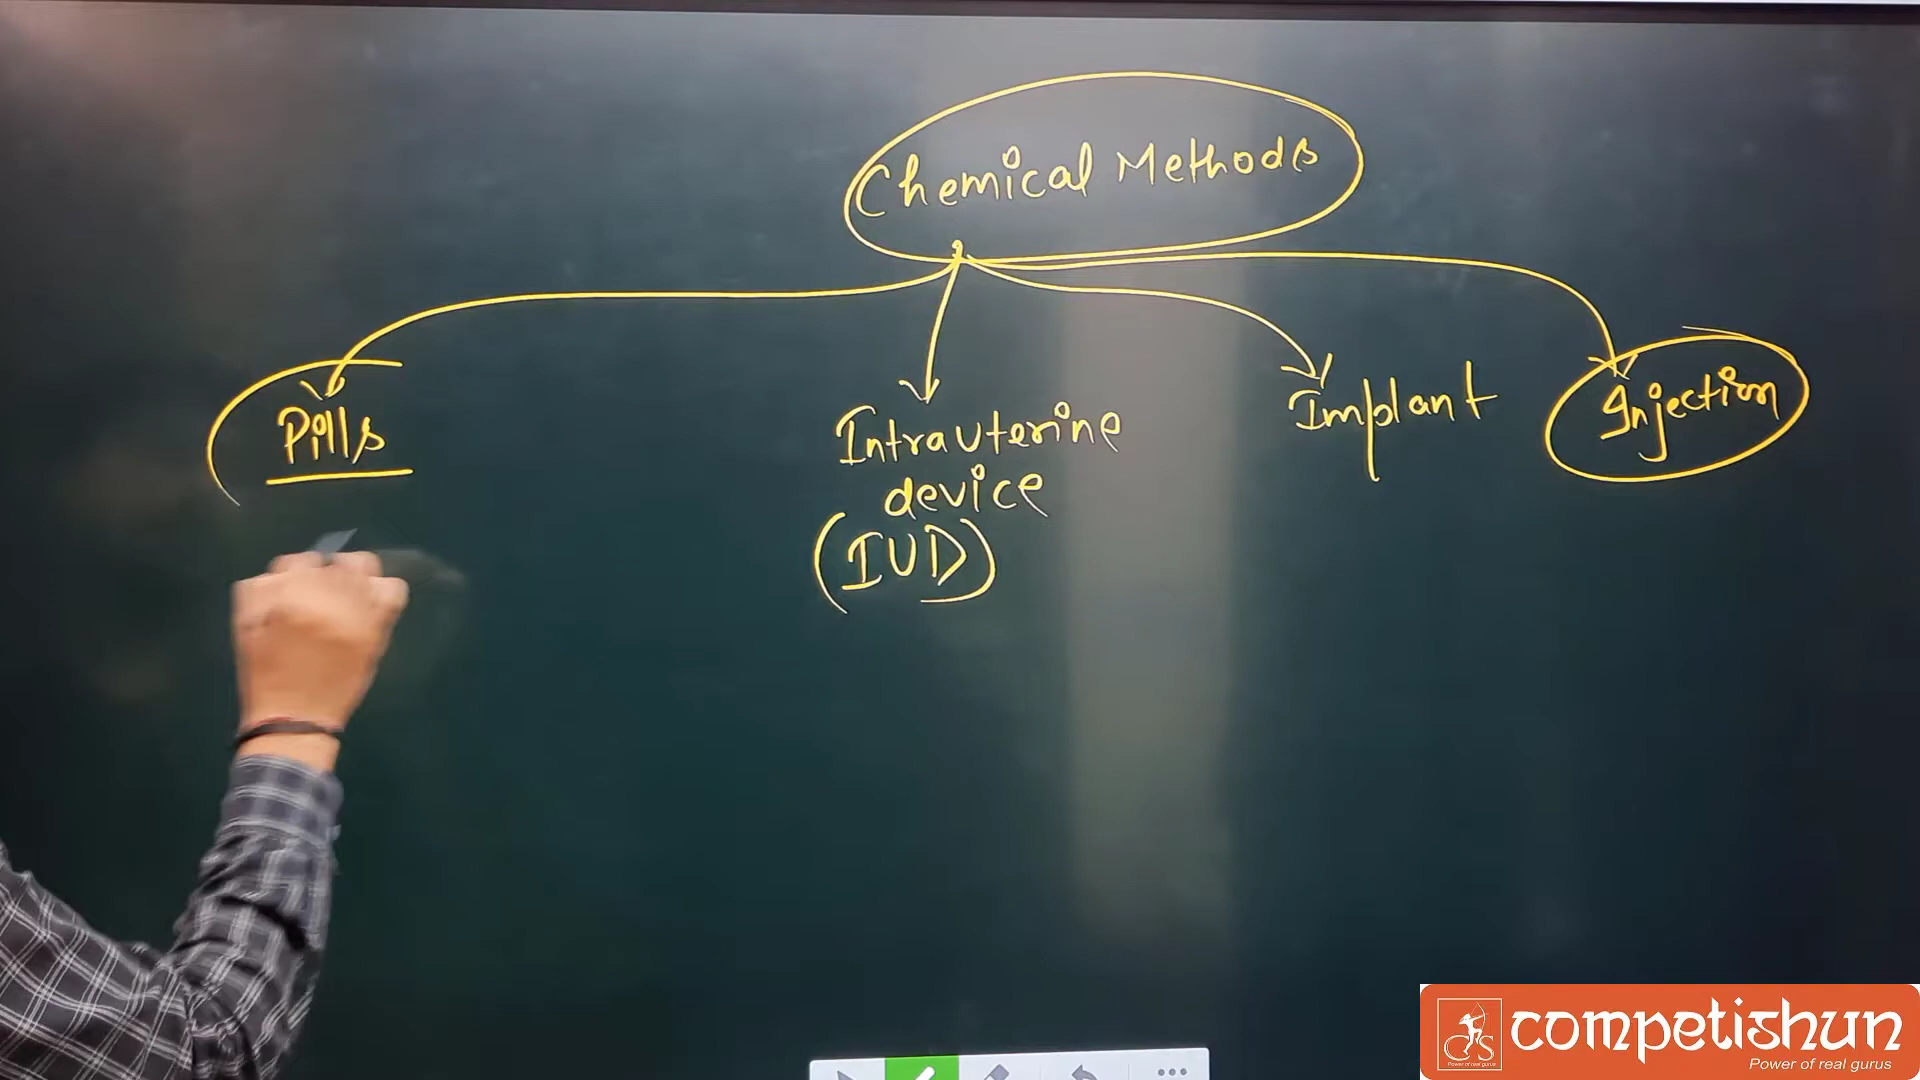 Chemical Methods
Pills
Intrauterine
device
(IUD)
Implant
Injection
competishun
Power of real gurus